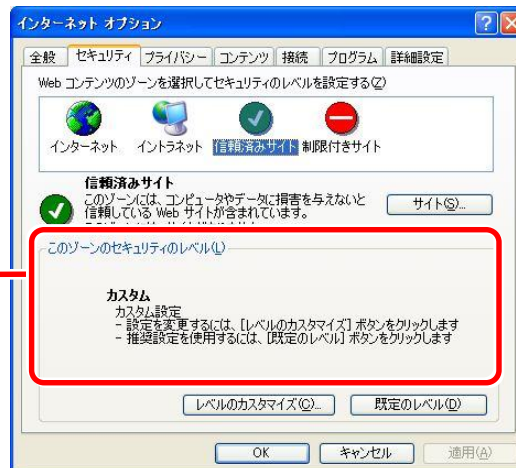 インターネット オプション
全般 セキュリティ プライバシー コンテンツ 接続 プログラム 詳細設定
Web コンテンツのゾーンを選択してセキュリティのレベルを設定する(Z)
インターネット イントラネット 信頼済みサイト 制限付きサイト
信頼済みサイト
このゾーンには、コンピュータやデータに損害を与えないと
信頼している Web サイトが含まれています。
サイト(S)...
このゾーンのセキュリティのレベル(L)
カスタム
カスタム設定
- 設定を変更するには、[レベルのカスタマイズ] ボタンをクリックします
- 推奨設定を使用するには、[既定のレベル] ボタンをクリックします
レベルのカスタマイズ(C)... 既定のレベル(D)
OK キャンセル 適用(A)